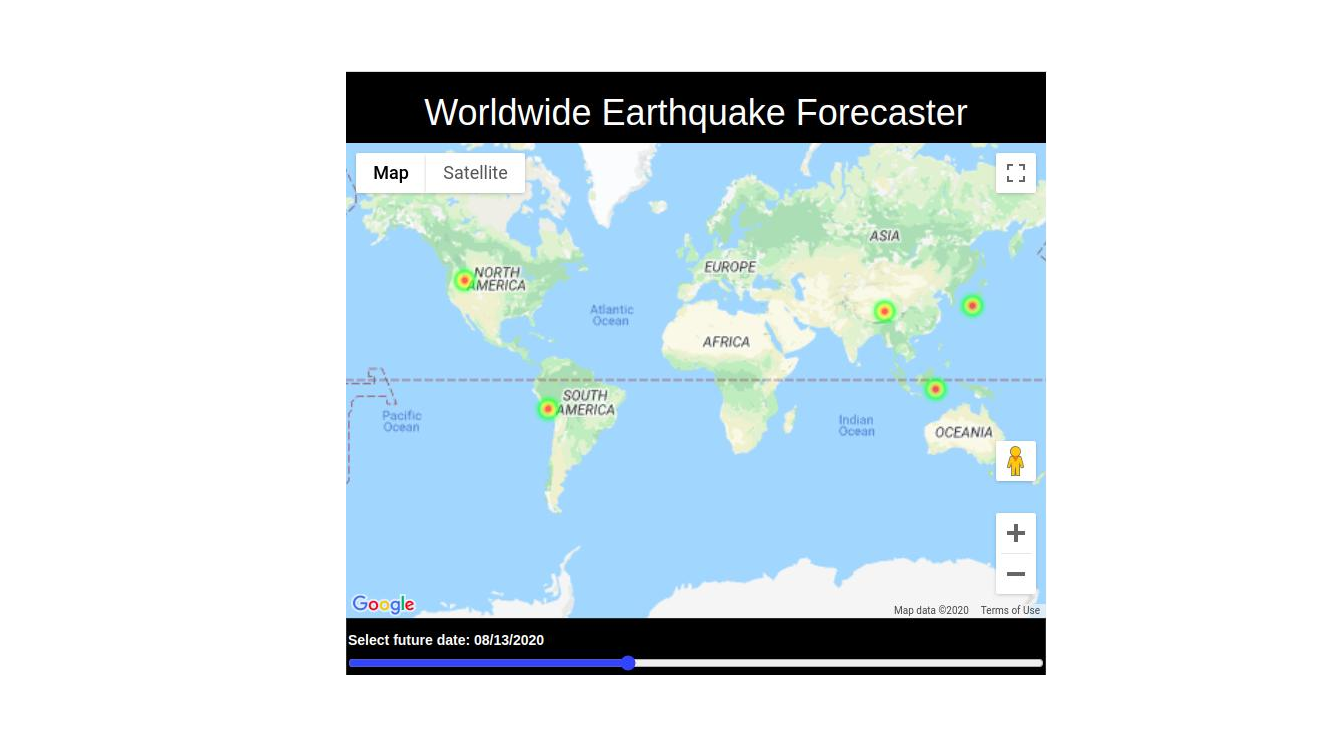 Worldwide Earthquake Forecaster
Map
Satellite
ASIA
EUROPE
NORTH
AMERICA
Atlantic
Ocean
AFRICA
SOUTH
AMERICA
Pacific
Ocean
Indian
Ocean
OCEANIA
Google
Map data ©2020
Terms of Use
Select future date: 08/13/2020